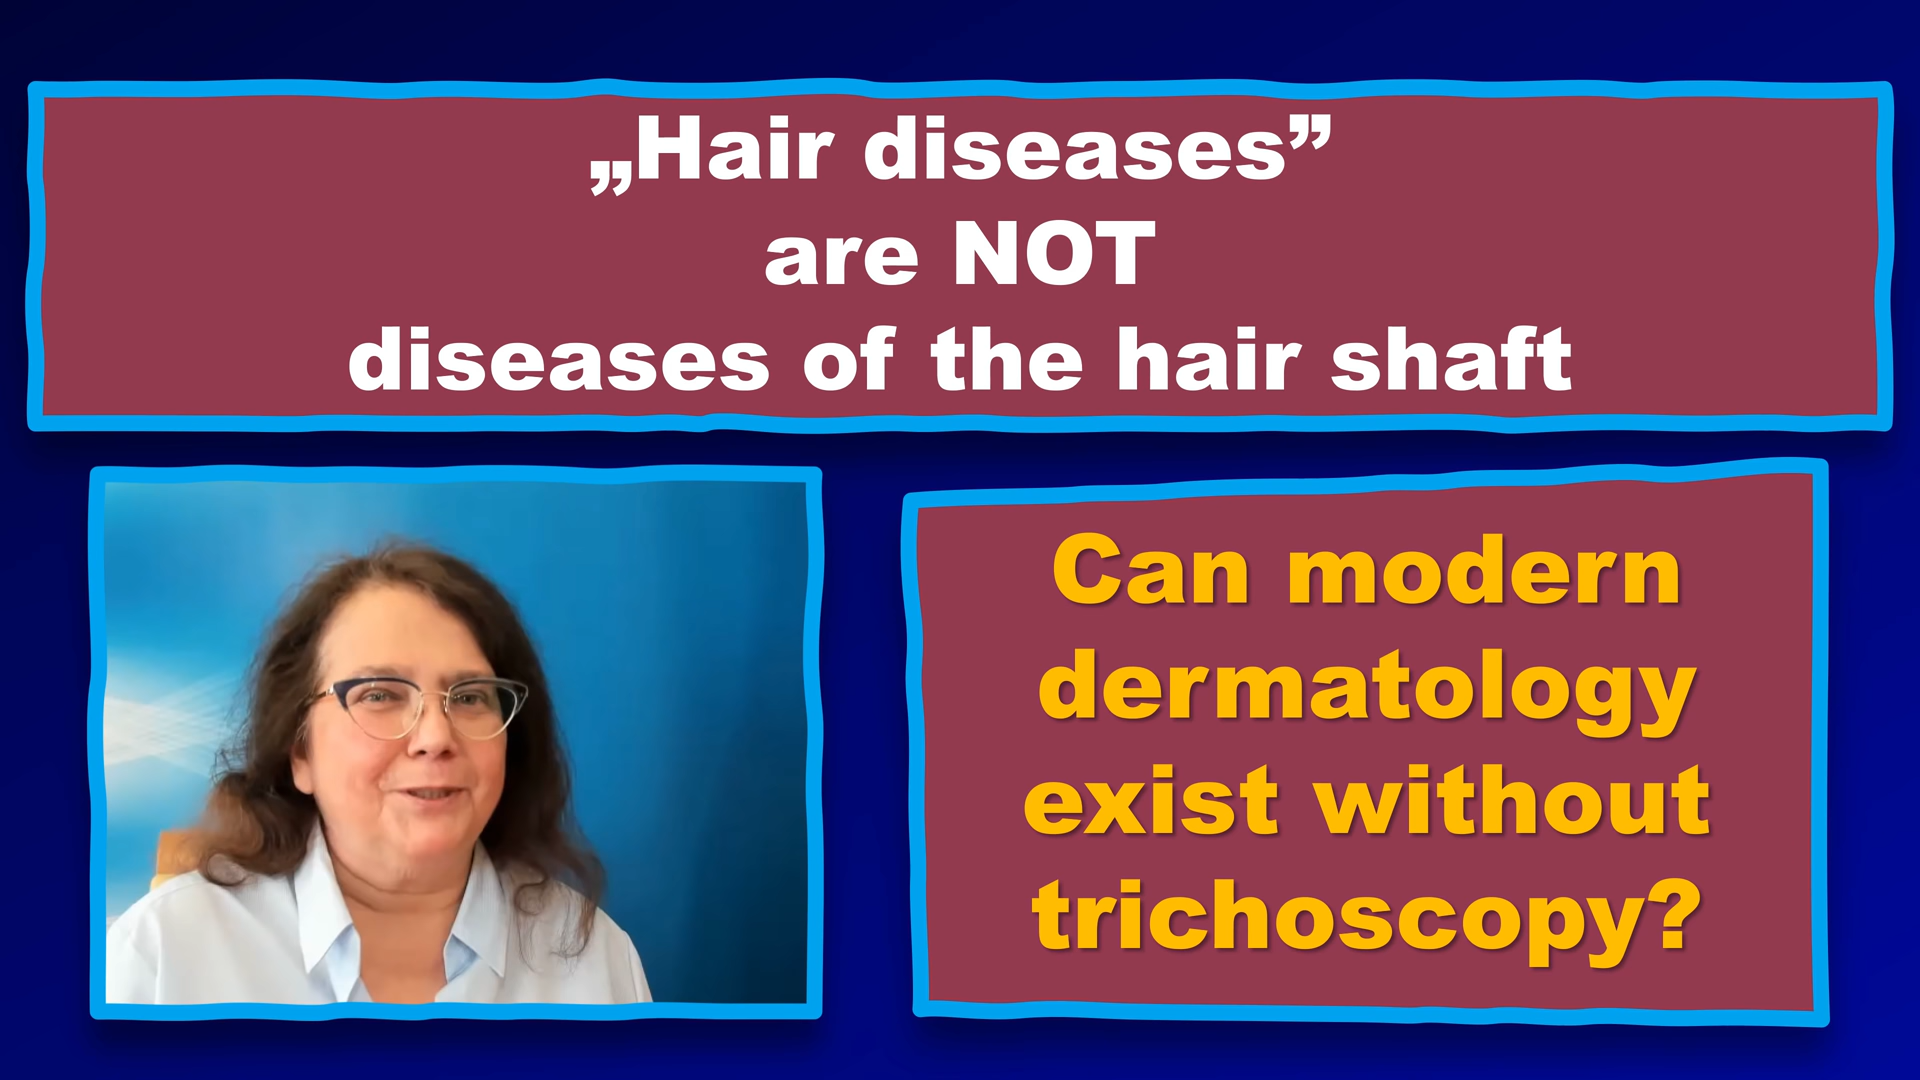 „Hair diseases”
are NOT
diseases of the hair shaft
Can modern
dermatology
exist without
trichoscopy?